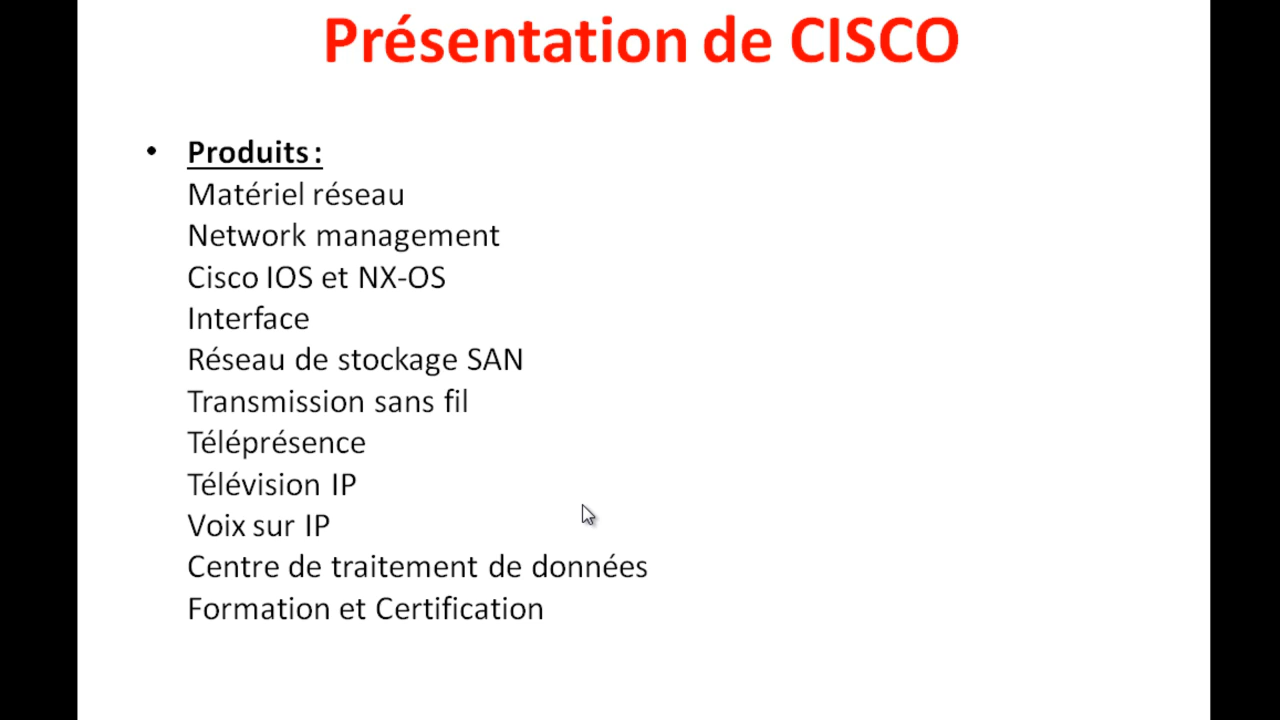 Présentation de CISCO
• Produits :
Matériel réseau
Network management
Cisco IOS et NX-OS
Interface
Réseau de stockage SAN
Transmission sans fil
Téléprésence
Télévision IP
Voix sur IP
Centre de traitement de données
Formation et Certification